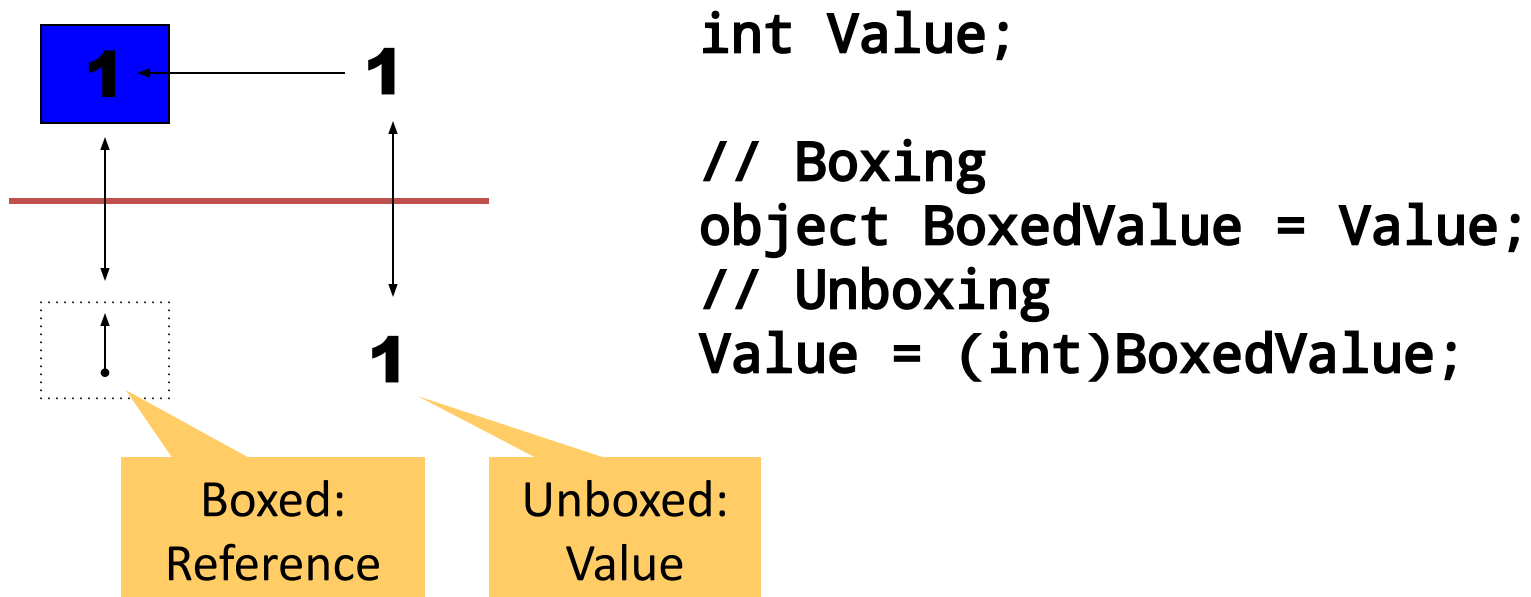 1
1
int Value;
// Boxing
object BoxedValue = Value;
// Unboxing
Value = (int)BoxedValue;
1
Boxed:
Reference
Unboxed:
Value